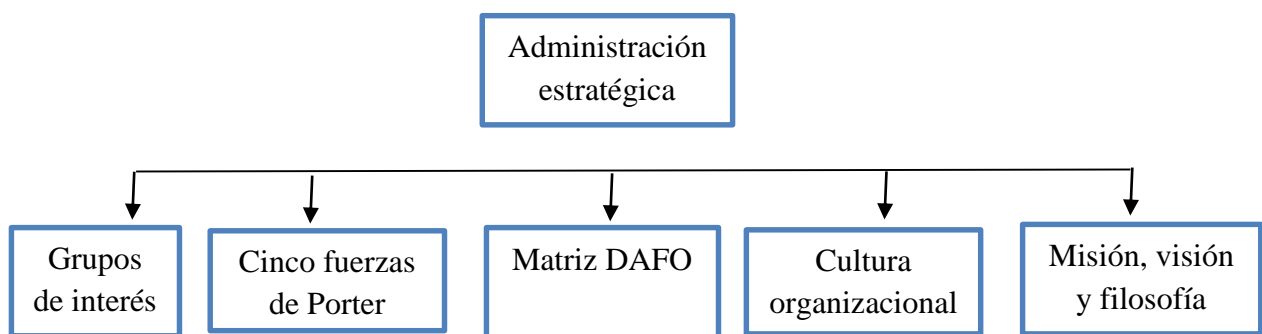 Administración
estratégica
Grupos
de interés
Cinco fuerzas
de Porter
Matriz DAFO
Cultura
organizacional
Misión, visión
y filosofía